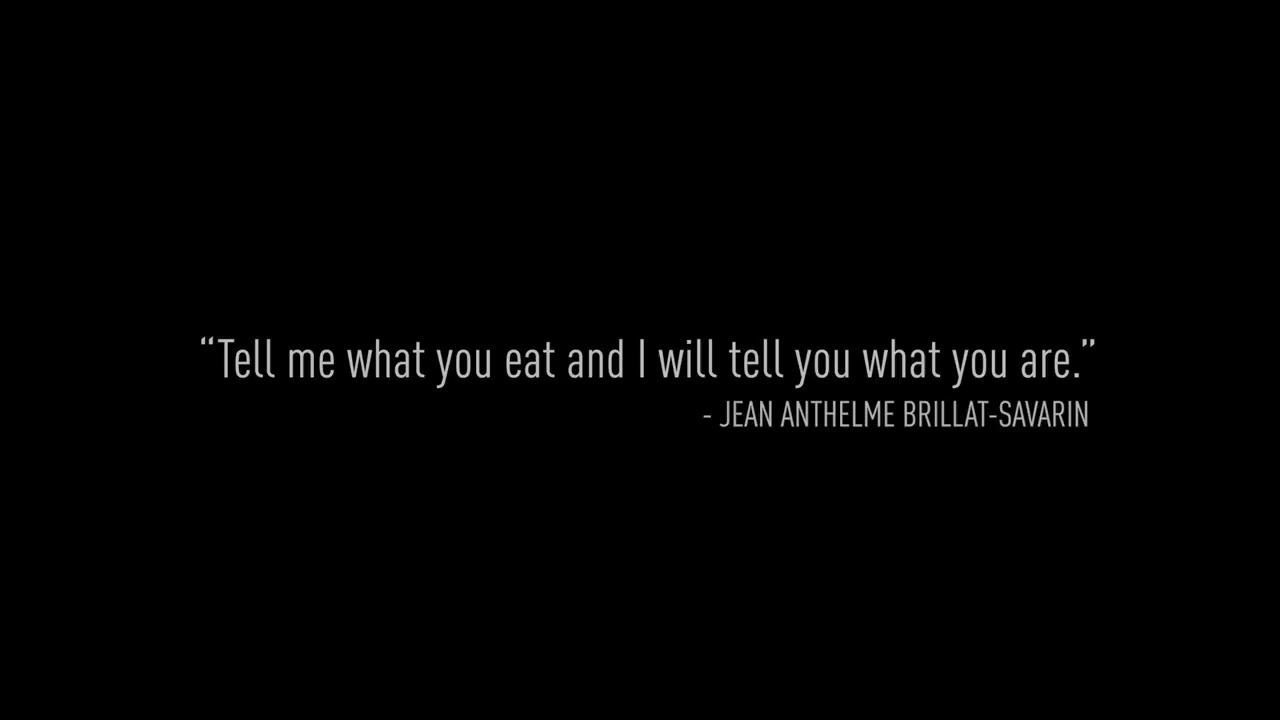 “Tell me what you eat and I will tell you what you are.”
- JEAN ANTHELME BRILLAT-SAVARIN